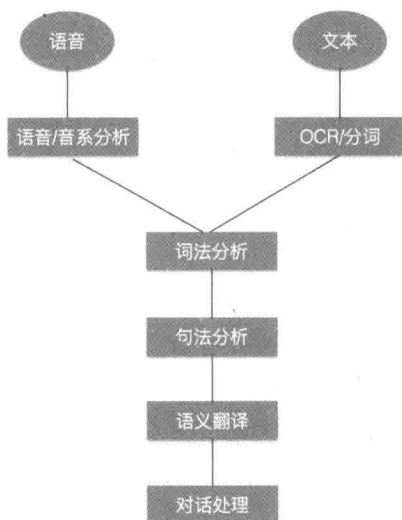 语音
文本
语音/音系分析
OCR/分词
词法分析
句法分析
语义翻译
对话处理